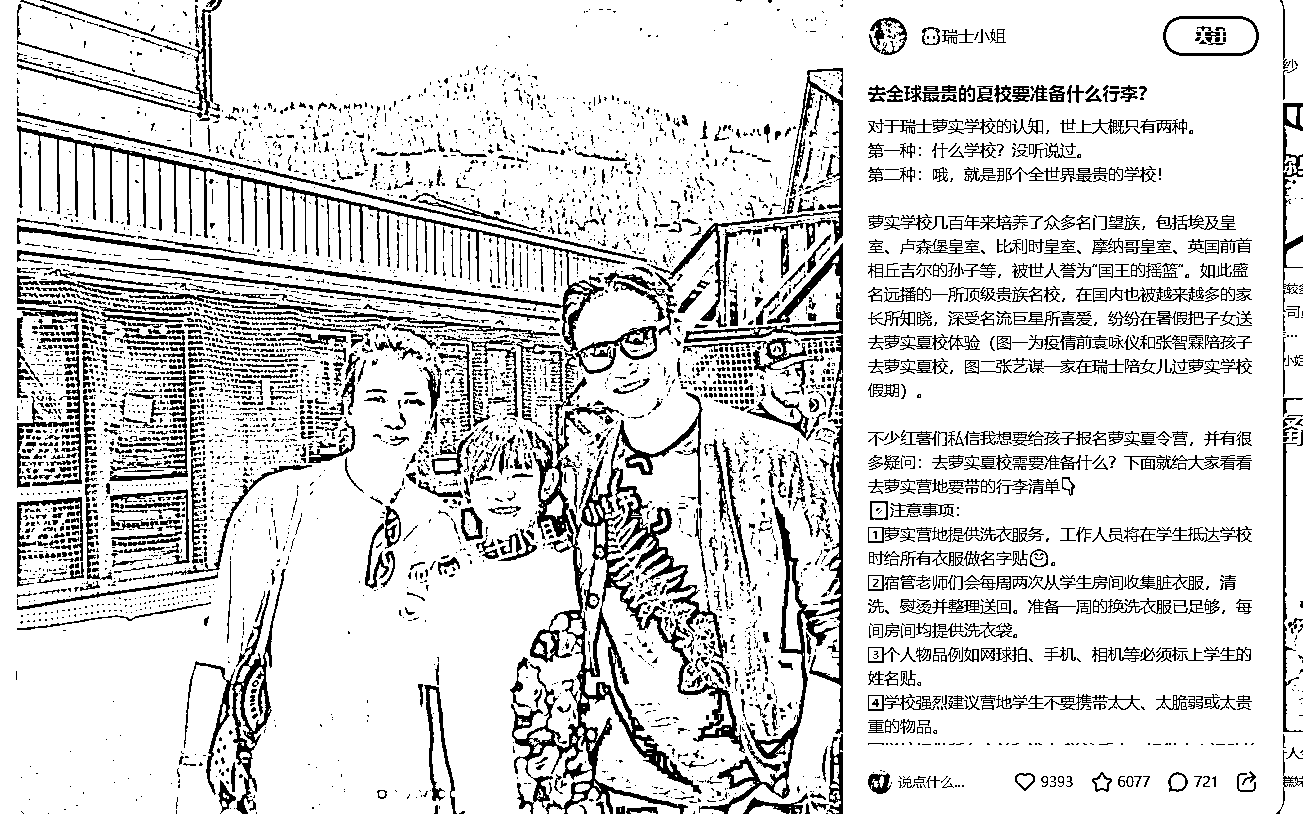 瑞士小姐
关注
去全球最贵的夏校要准备什么行李？
对于瑞士萝实学校的认知，世上大概只有两种。
第一种：什么学校？没听说过。
第二种：哦，就是那个全世界最贵的学校！
萝实学校几百年来培养了众多名门望族，包括埃及皇
室、卢森堡皇室、比利时皇室、摩纳哥皇室、英国前首
相丘吉尔的孙子等，被世人誉为“国王的摇篮”。如此盛
名远播的一所顶级贵族名校，在国内也被越来越多的家
长所知晓，深受名流巨星所喜爱，纷纷在暑假把子女送
去萝实夏校体验（图一为疫情前袁咏仪和张智霖陪孩子
去萝实夏校，图二张艺谋一家在瑞士陪女儿过萝实学校
假期）。
不少红薯们私信我想要给孩子报名萝实夏令营，并有很
多疑问：去萝实夏校需要准备什么？下面就给大家看看
去萝实营地要带的行李清单👇
注意事项：
1️⃣萝实营地提供洗衣服务，工作人员将在学生抵达学校
时给所有衣服做名字贴😊。
2️⃣宿管老师们会每周两次从学生房间收集脏衣服，清
洗、熨烫并整理送回。准备一周的换洗衣服已足够，每
间房间均提供洗衣袋。
3️⃣个人物品例如网球拍、手机、相机等必须标上学生的
姓名贴。
4️⃣学校强烈建议营地学生不要携带太大、太脆弱或太贵
重的物品。
说点什么...
9393
6077
721